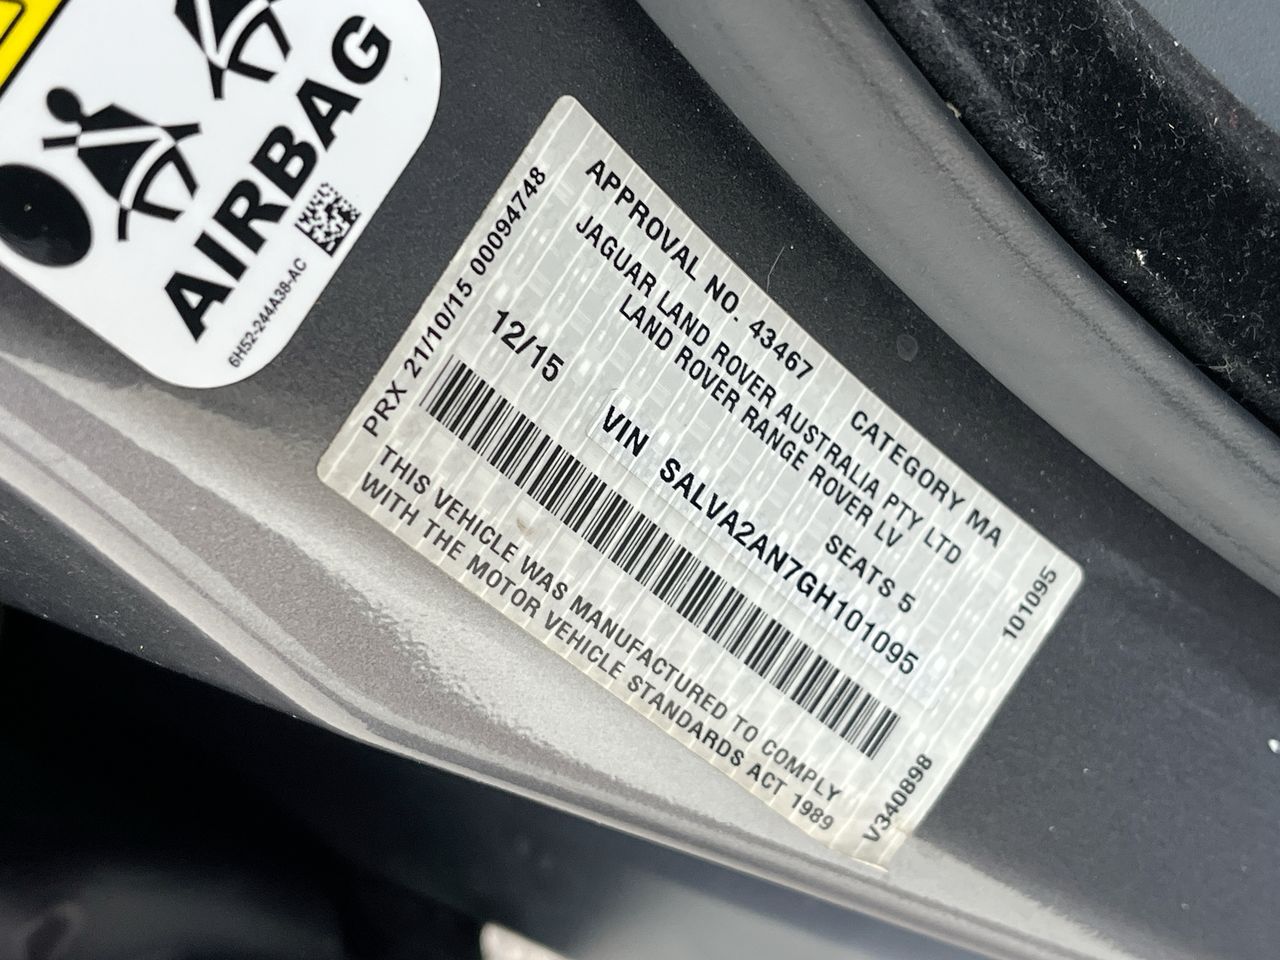 AIRBAG
6H52-244A38-AC
PRX 21/10/15 00094748
APPROVAL NO. 43467 CATEGORY MA
JAGUAR LAND ROVER AUSTRALIA PTY LTD
LAND ROVER RANGE ROVER LV
12/15 SEATS 5
VIN SALVA2AN7GH101095
THIS VEHICLE WAS MANUFACTURED TO COMPLY
WITH THE MOTOR VEHICLE STANDARDS ACT 1989
101095
V340898